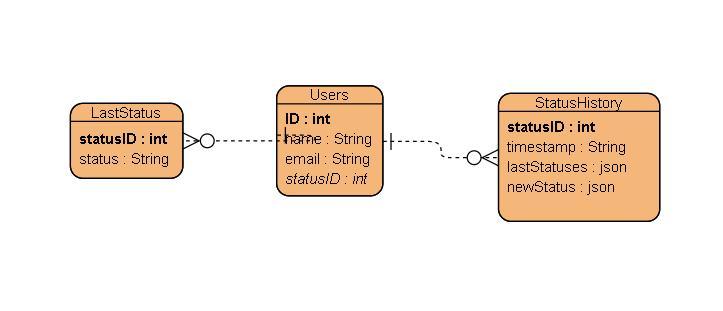 LastStatus
statusID : int
status : String
Users
ID : int
name : String
email : String
statusID : int
StatusHistory
statusID : int
timestamp : String
lastStatuses : json
newStatus : json